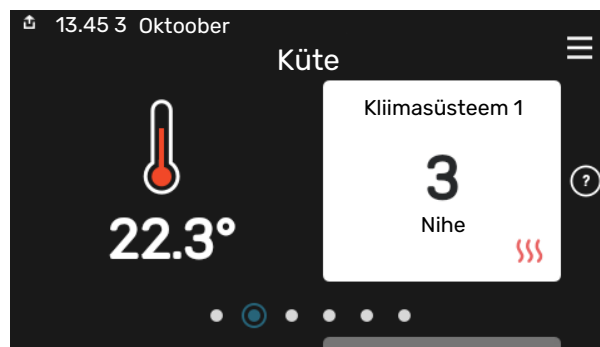 13.45 3 Oktoober
Küte
Kliimasüsteem 1
3
Nihe
22.3°
?